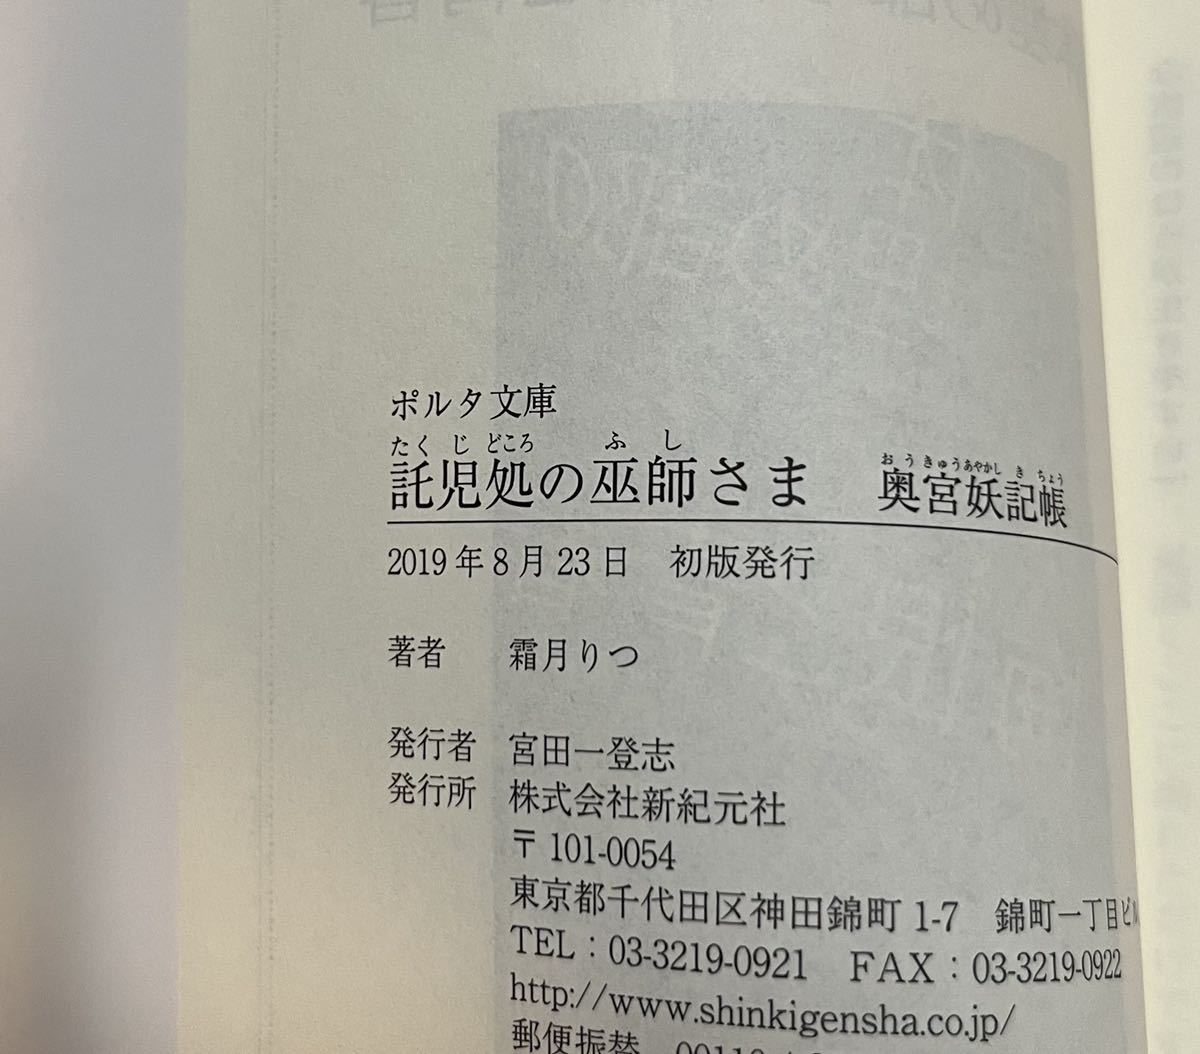 ポルタ文庫
たくじどころ ふし おうきゅうあやかしきちょう
託児処の巫師さま 奥宮妖記帳
2019年8月23日 初版発行
著者 霜月りつ
発行者 宮田一登志
発行所 株式会社新紀元社
〒101-0054
東京都千代田区神田錦町1-7 錦町一丁目ビル
TEL：03-3219-0921 FAX：03-3219-0922
http://www.shinkigensha.co.jp/
郵便振替